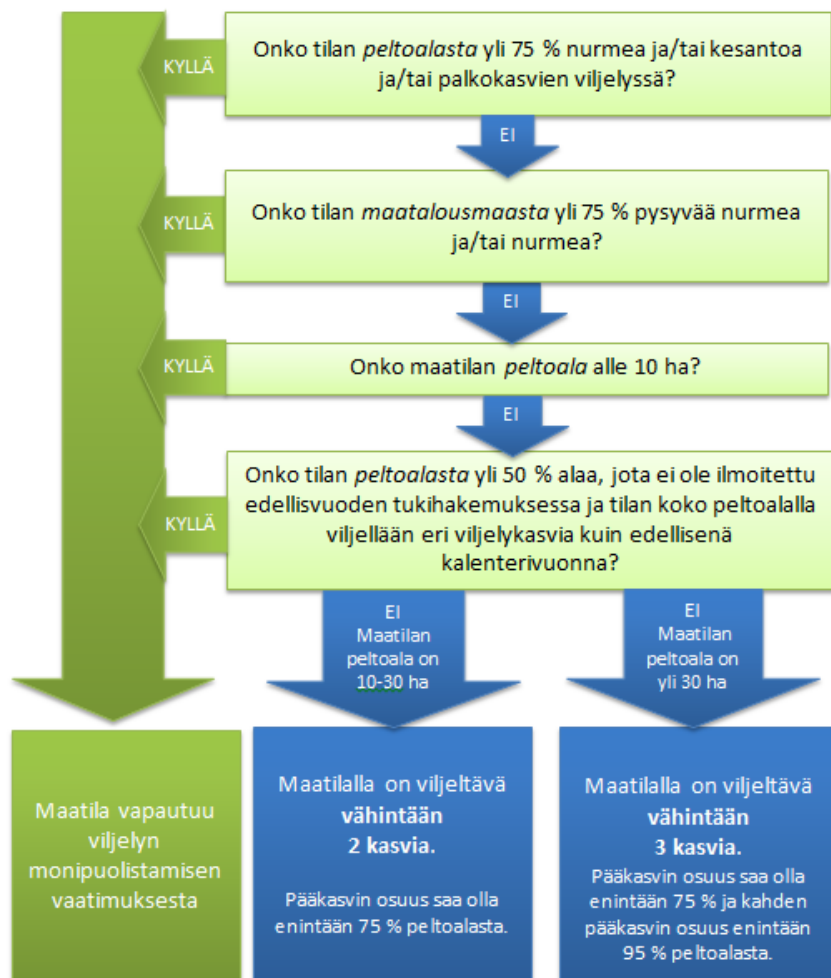 KYLLÄ
Onko tilan peltoalasta yli 75 % nurmea ja/tai kesantoa
ja/tai palkokasvien viljelyssä?
EI
KYLLÄ
Onko tilan maatalousmaasta yli 75 % pysyvää nurmea
ja/tai nurmea?
EI
KYLLÄ
Onko maatilan peltoala alle 10 ha?
EI
KYLLÄ
Onko tilan peltoalasta yli 50 % alaa, jota ei ole ilmoitettu
edellisvuoden tukihakemuksessa ja tilan koko peltoalalla
viljellään eri viljelykasvia kuin edellisenä
kalenterivuonna?
EI
Maatilan
peltoala on
10-30 ha
EI
Maatilan
peltoala on
yli 30 ha
Maatila vapautuu
viljelyn
monipuolistamisen
vaatimuksesta
Maatilalla on viljeltävä
vähintään
2 kasvia.
Pääkasvin osuus saa olla
enintään 75 % peltoalasta.
Maatilalla on viljeltävä
vähintään
3 kasvia.
Pääkasvin osuus saa olla
enintään 75 % ja kahden
pääkasvin osuus enintään
95 % peltoalasta.